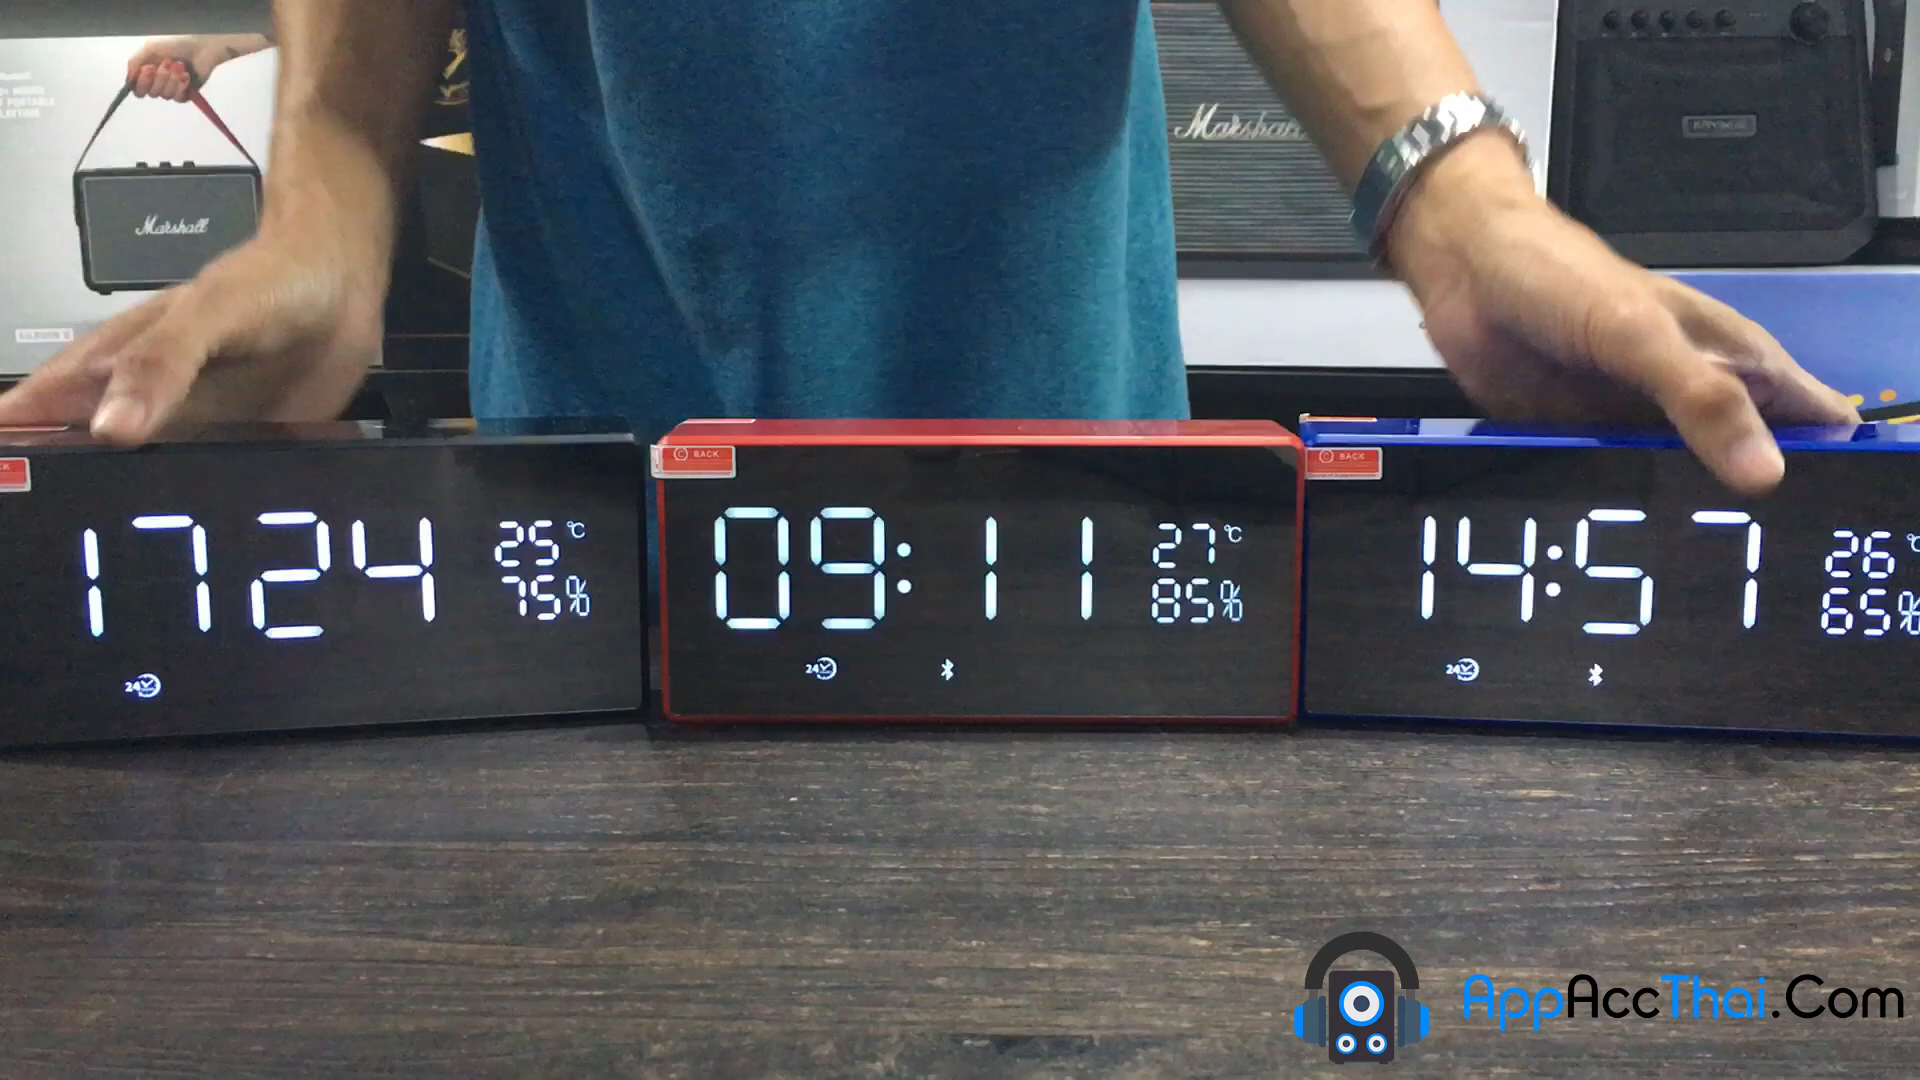 Marshall
Marshall
BACK
BACK
1724
25 °C
75%
24
09:11
27 °C
85%
24
14:57
26 °C
65%
24
AppAccThai.Com